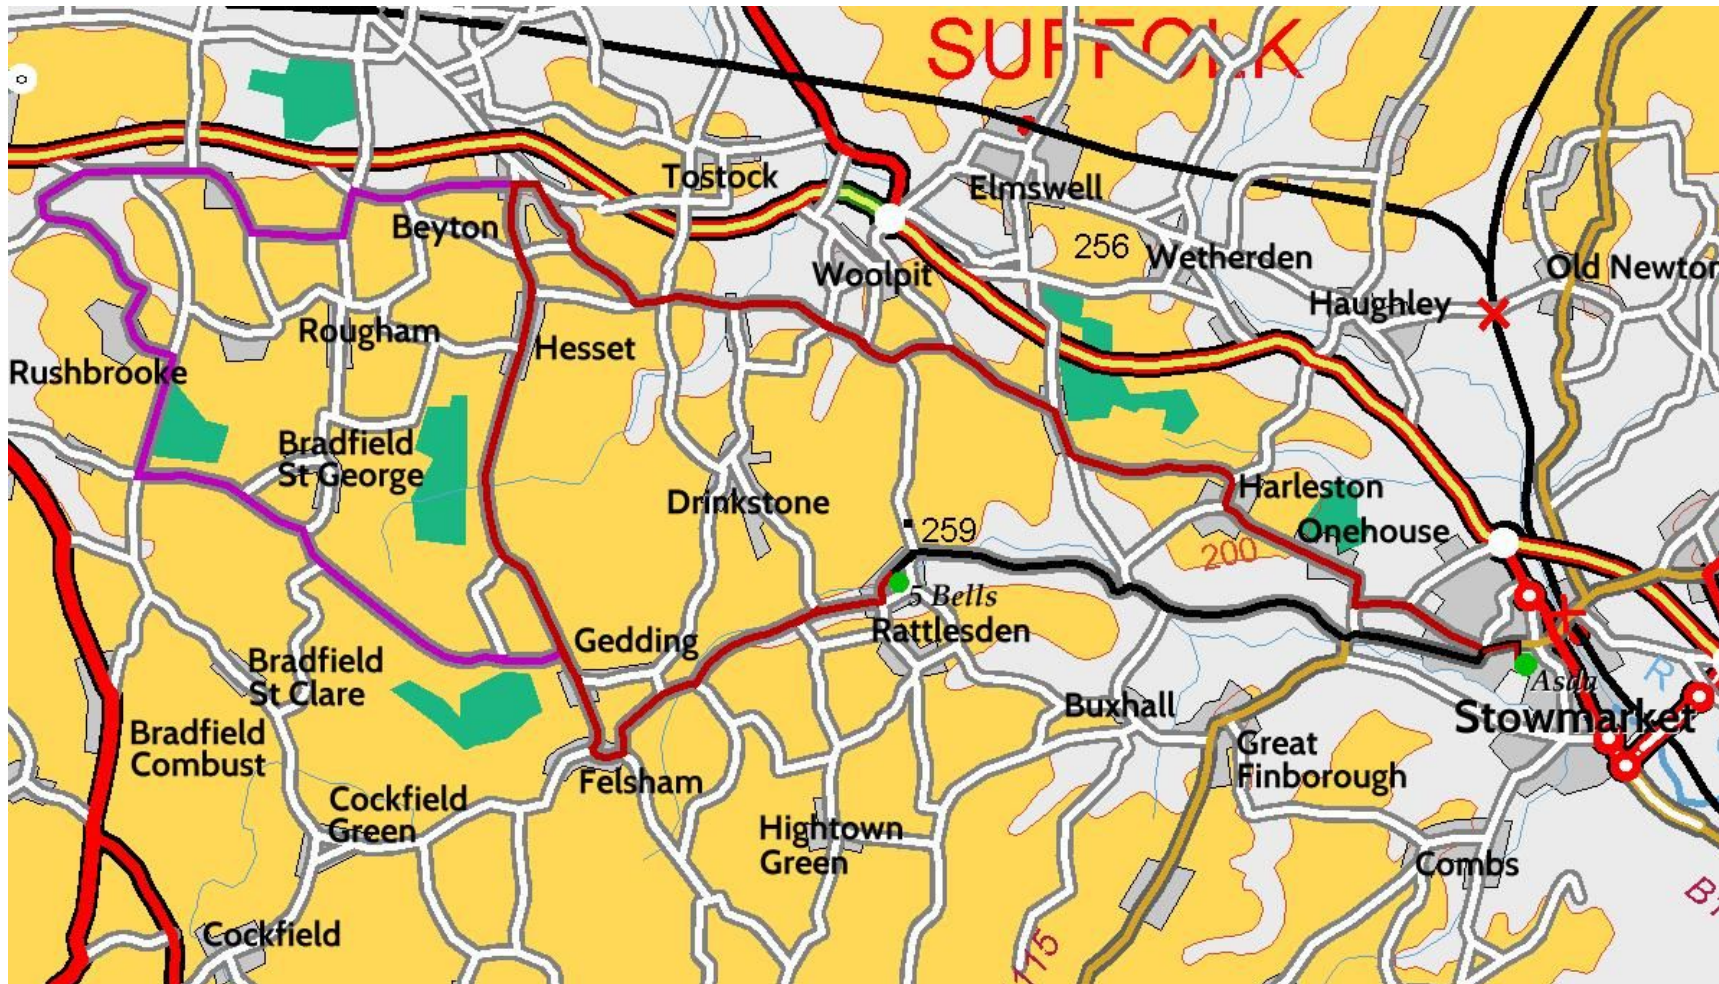 SUFFOLK
Tostock
Elmswell
Beyton
256
Wetherden
Woolpit
Old Newton
Haughley
Rougham
Hesset
Rushbrooke
Bradfield
St George
Drinkstone
Harleston
259
Onehouse
200
5 Bells
Rattlesden
Gedding
Bradfield
St Clare
R
Asda
Buxhall
Stowmarket
Bradfield
Combust
Great
Finborough
Felsham
Cockfield
Green
Hightown
Green
Combs
B1
Cockfield
115